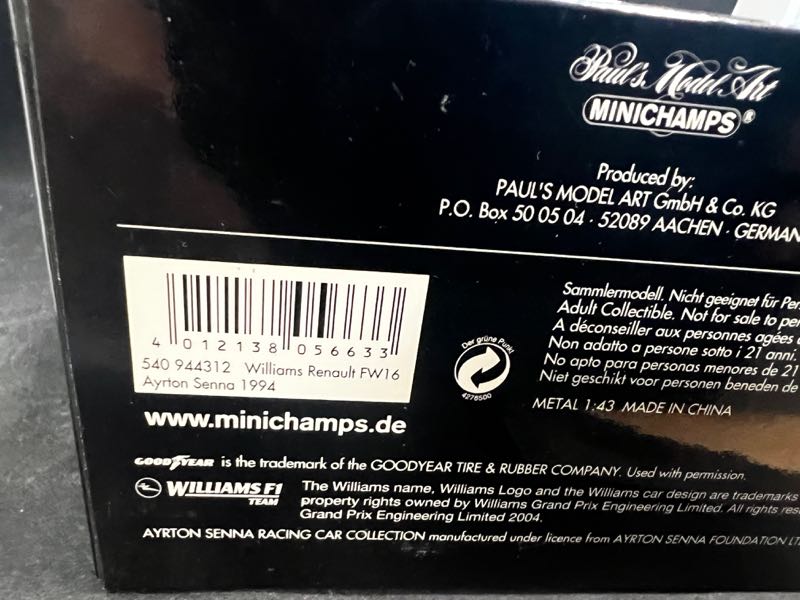 Paul's Model Art
MINICHAMPS®
Produced by:
PAUL'S MODEL ART GmbH & Co. KG
P.O. Box 50 05 04 · 52089 AACHEN · GERMAN
Sammlermodell. Nicht geeignet für Per
Adult Collectible. Not for sale to per
A déconseiller aux personnes agées
Non adatto a persone sotto i 21 anni.
No apto para personas menores de 21
Niet geschikt voor personen beneden de
METAL 1:43 MADE IN CHINA
Der grüne Punkt
4276500
4 012138 056633
540 944312 Williams Renault FW16
Ayrton Senna 1994
www.minichamps.de
GOODYEAR is the trademark of the GOODYEAR TIRE & RUBBER COMPANY. Used with permission.
WILLIAMS F1
TEAM
The Williams name, Williams Logo and the Williams car design are trademarks
property rights owned by Williams Grand Prix Engineering Limited. All rights res
Grand Prix Engineering Limited 2004.
AYRTON SENNA RACING CAR COLLECTION manufactured under licence from AYRTON SENNA FOUNDATION LT